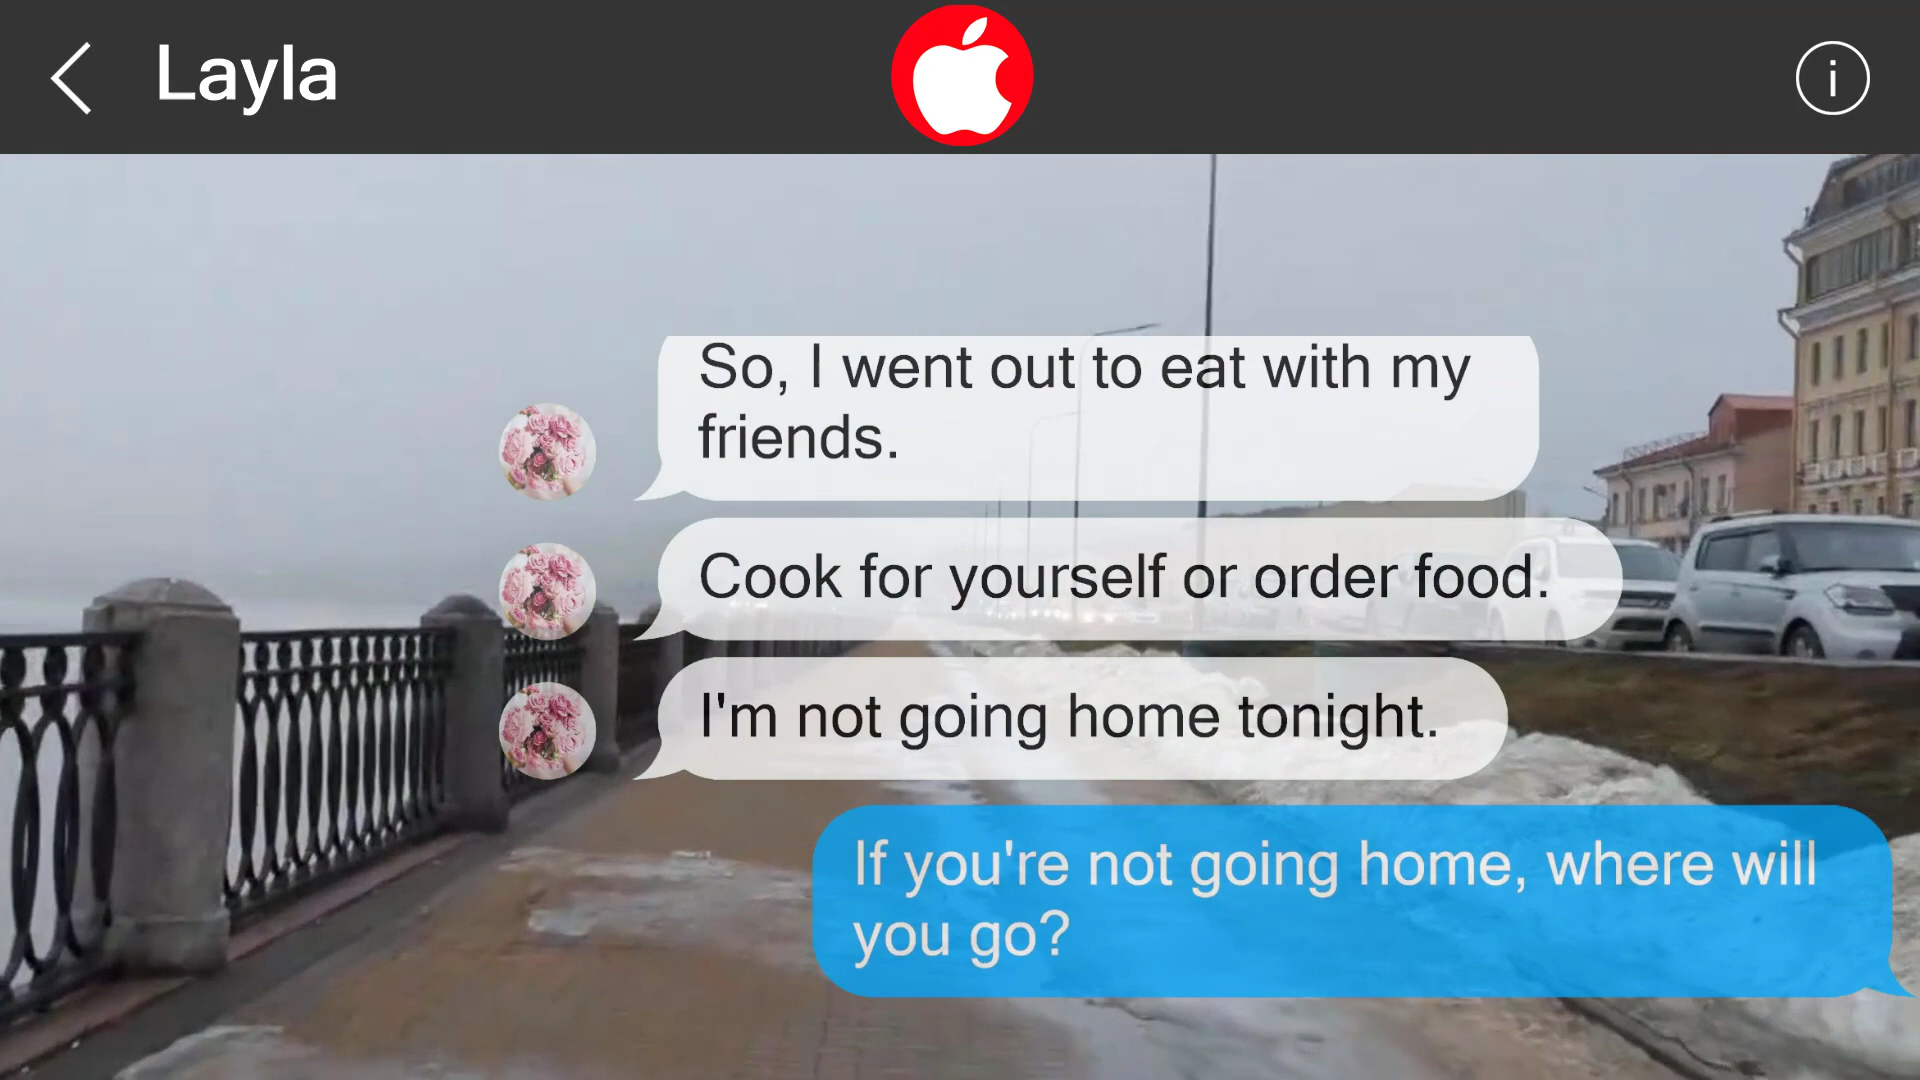 Layla
So, I went out to eat with my
friends.
Cook for yourself or order food.
I'm not going home tonight.
If you're not going home, where will
you go?